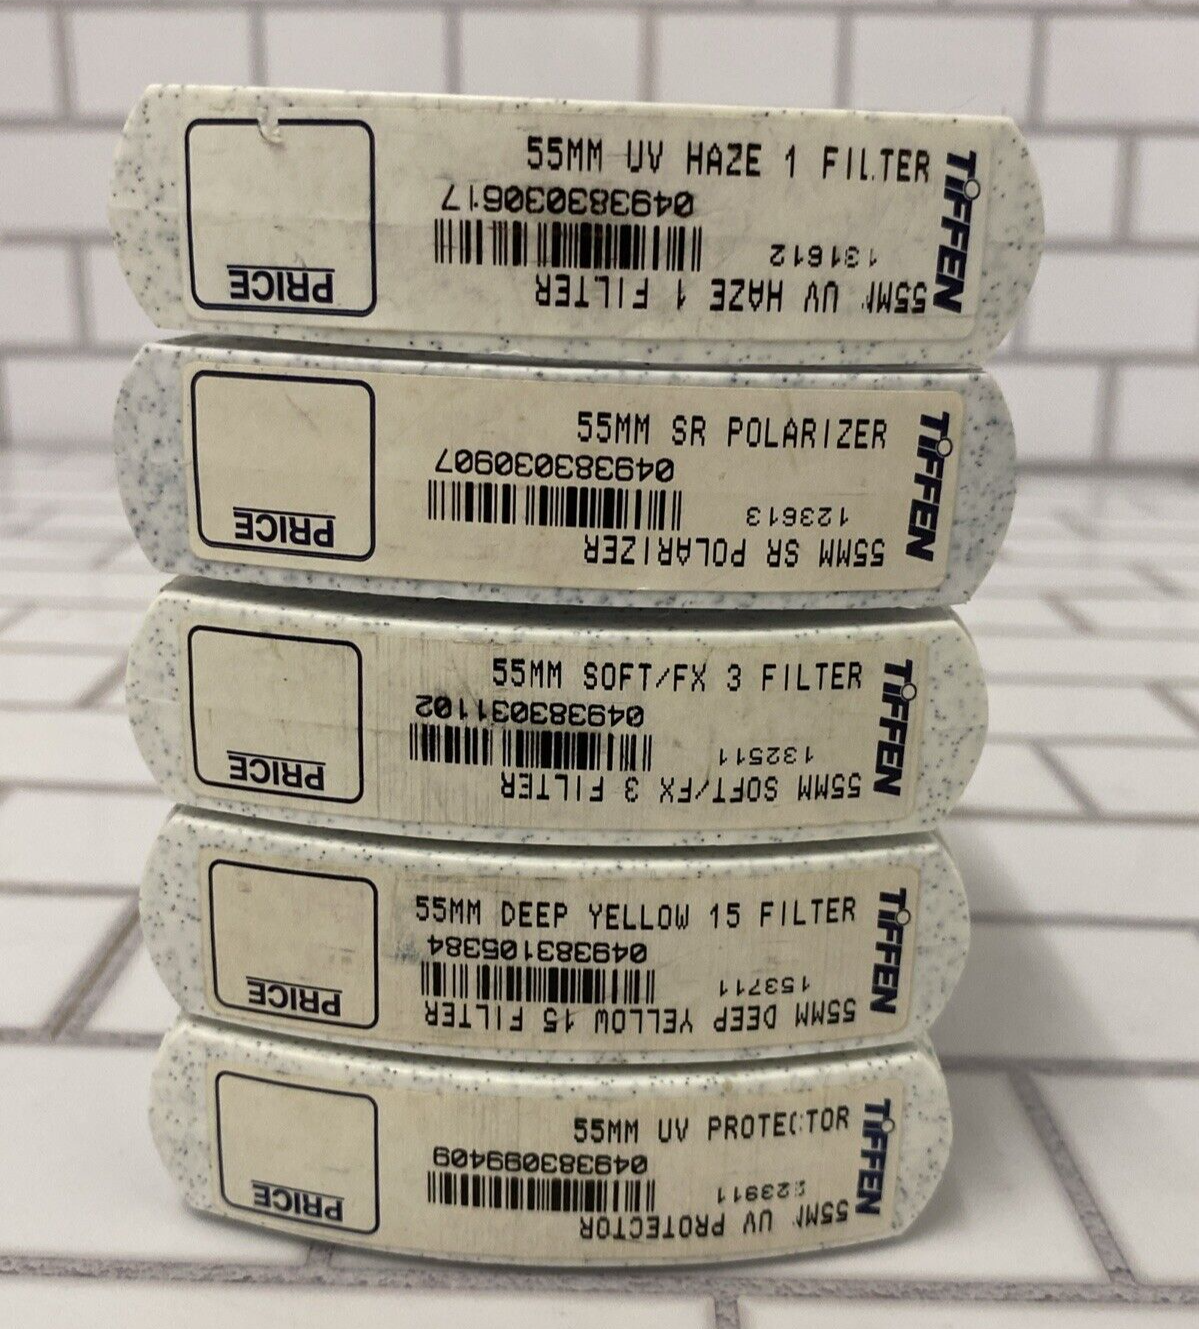 55MM UV HAZE 1 FILTER
049383030617
131612
55MM UV HAZE 1 FILTER
PRICE
TIFFEN
55MM SR POLARIZER
049383030907
123613
55MM SR POLARIZER
PRICE
TIFFEN
55MM SOFT/FX 3 FILTER
049383031102
132511
55MM SOFT/FX 3 FILTER
PRICE
TIFFEN
55MM DEEP YELLOW 15 FILTER
049383105384
153711
55MM DEEP YELLOW 15 FILTER
PRICE
TIFFEN
55MM UV PROTECTOR
049383099409
55MM UV PROTECTOR
PRICE
TIFFEN